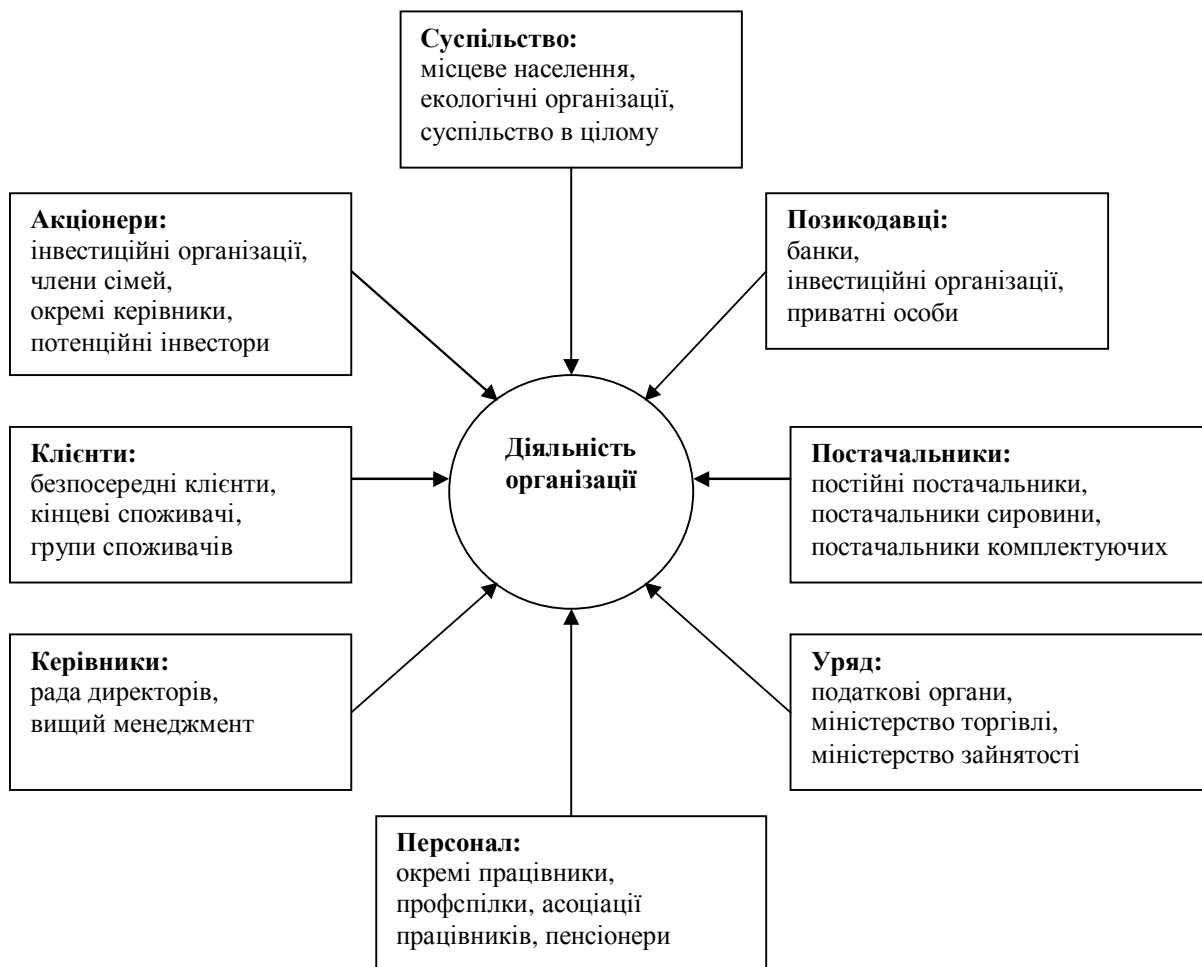 Суспільство:
місцеве населення,
екологічні організації,
суспільство в цілому
Акціонери:
інвестиційні організації,
члени сімей,
окремі керівники,
потенційні інвестори
Позикодавці:
банки,
інвестиційні організації,
приватні особи
Клієнти:
безпосередні клієнти,
кінцеві споживачі,
групи споживачів
Діяльність
організації
Постачальники:
постійні постачальники,
постачальники сировини,
постачальники комплектуючих
Керівники:
рада директорів,
вищий менеджмент
Уряд:
податкові органи,
міністерство торгівлі,
міністерство зайнятості
Персонал:
окремі працівники,
профспілки, асоціації
працівників, пенсіонери